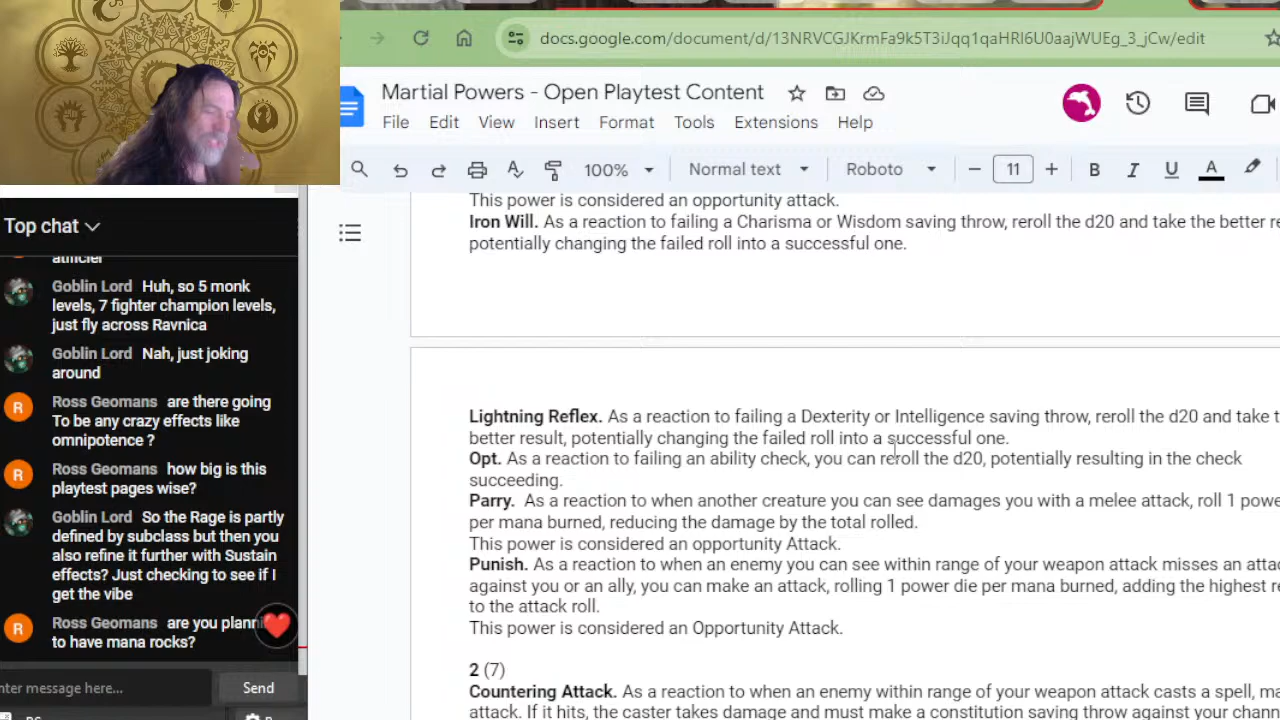 docs.google.com/document/d/13NRVCGJKrmFa9k5T3iJqq1qaHRl6U0aajWUEg_3_jCw/edit
Martial Powers - Open Playtest Content
File Edit View Insert Format Tools Extensions Help
100% Normal text Roboto 11 B I U A
This power is considered an opportunity attack.
Iron Will. As a reaction to failing a Charisma or Wisdom saving throw, reroll the d20 and take the better
potentially changing the failed roll into a successful one.
Lightning Reflex. As a reaction to failing a Dexterity or Intelligence saving throw, reroll the d20 and take
better result, potentially changing the failed roll into a successful one.
Opt. As a reaction to failing an ability check, you can reroll the d20, potentially resulting in the check
succeeding.
Parry. As a reaction to when another creature you can see damages you with a melee attack, roll 1
per mana burned, reducing the damage by the total rolled.
This power is considered an opportunity Attack.
Punish. As a reaction to when an enemy you can see within range of your weapon attack misses an
against you or an ally, you can make an attack, rolling 1 power die per mana burned, adding the highest
to the attack roll.
This power is considered an Opportunity Attack.
2 (7)
Countering Attack. As a reaction to when an enemy within range of your weapon attack casts a spell,
attack. If it hits, the caster takes damage and must make a constitution saving throw against your
Top chat
artificier
Goblin Lord Huh, so 5 monk
levels, 7 fighter champion levels,
just fly across Ravnica
Goblin Lord Nah, just joking
around
Ross Geomans are there going
To be any crazy effects like
omnipotence ?
Ross Geomans how big is this
playtest pages wise?
Goblin Lord So the Rage is partly
defined by subclass but then you
also refine it further with Sustain
effects? Just checking to see if I
get the vibe
Ross Geomans are you
to have mana rocks?
message here...
Send